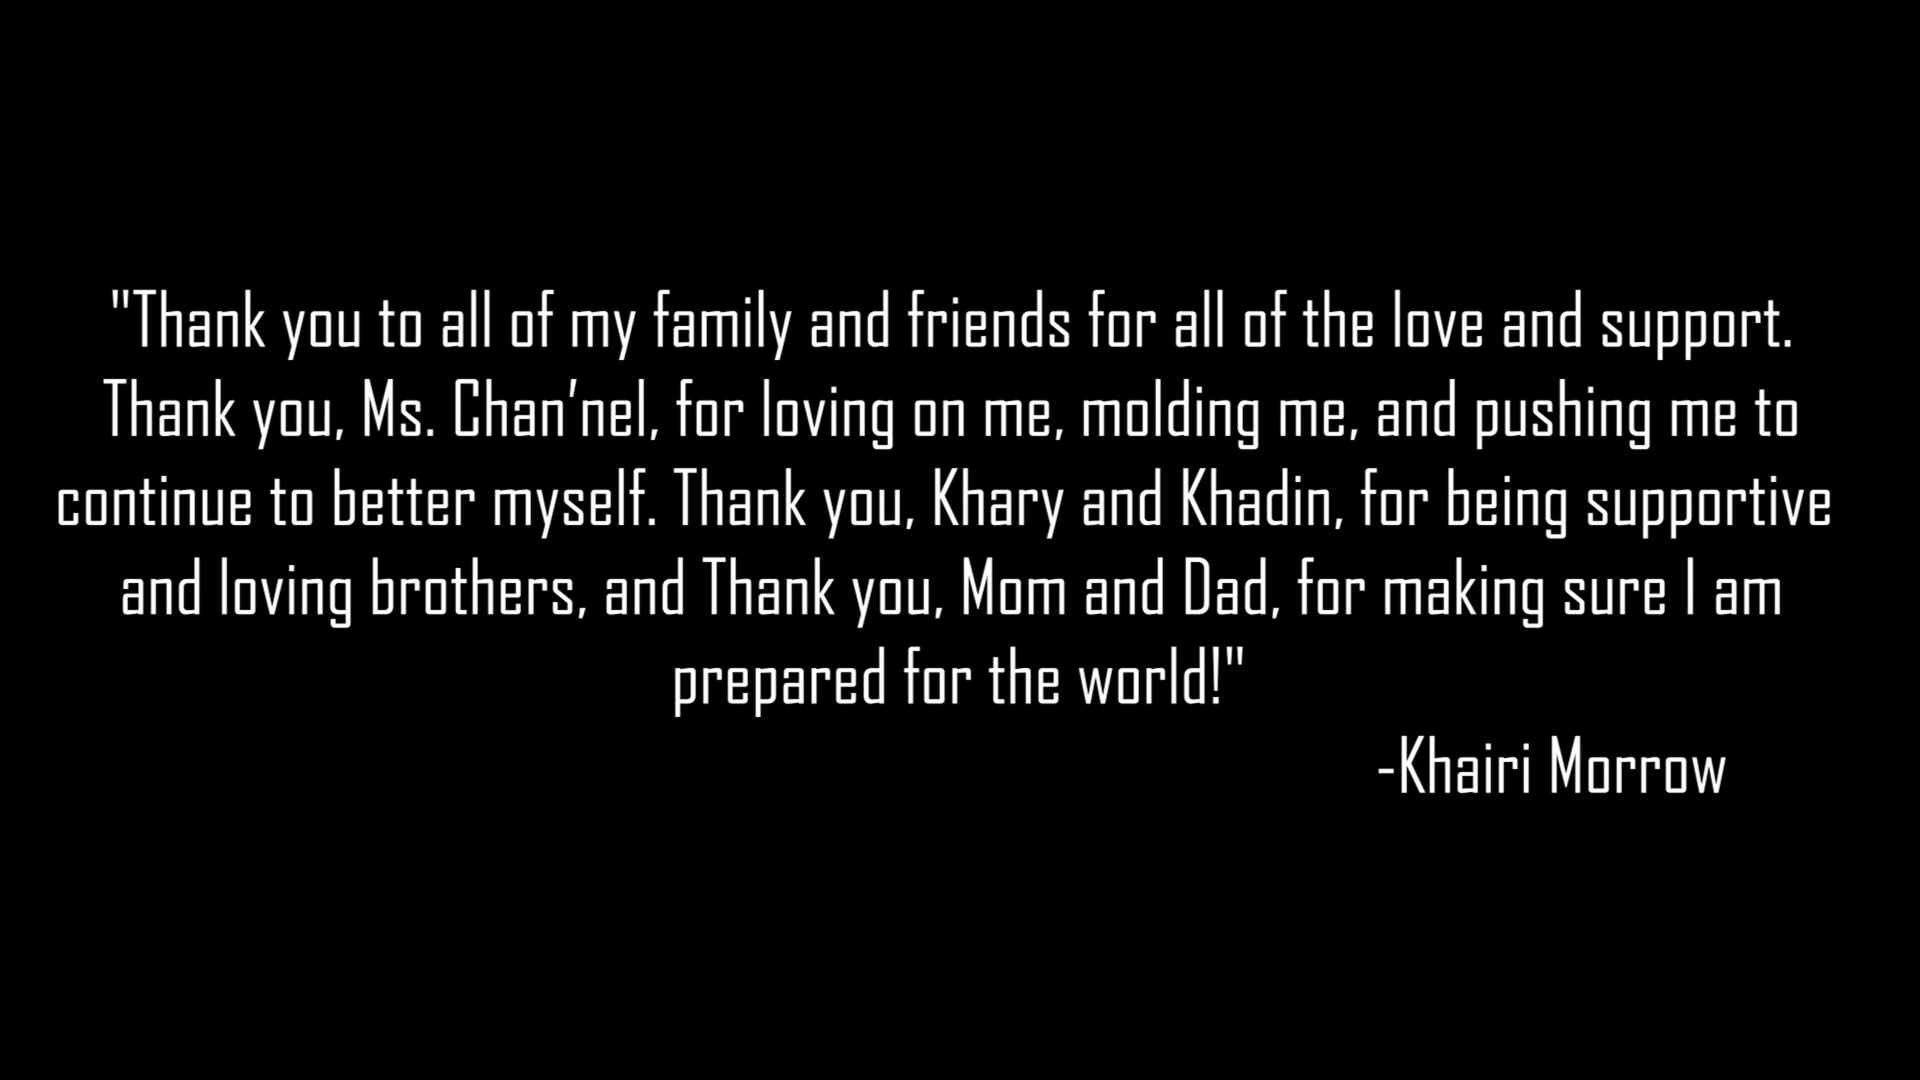 "Thank you to all of my family and friends for all of the love and support.
Thank you, Ms. Chan'nel, for loving on me, molding me, and pushing me to
continue to better myself. Thank you, Khary and Khadin, for being supportive
and loving brothers, and Thank you, Mom and Dad, for making sure I am
prepared for the world!"
-Khairi Morrow